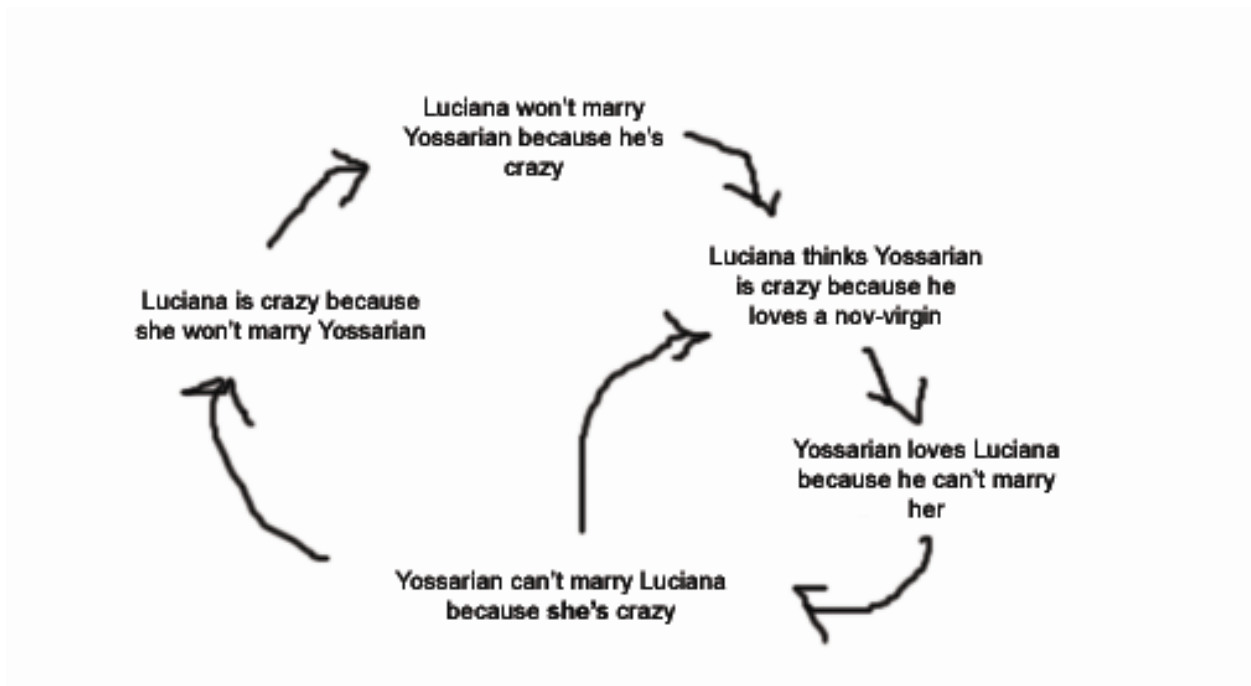 Luciana won't marry
Yossarian because he's
crazy
Luciana thinks Yossarian
is crazy because he
loves a nov-virgin
Yossarian loves Luciana
because he can't marry
her
Yossarian can't marry Luciana
because she's crazy
Luciana is crazy because
she won't marry Yossarian